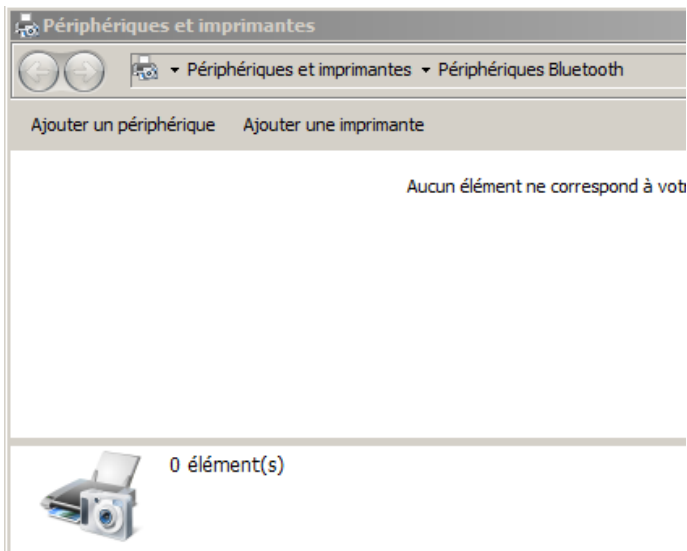 Périphériques et imprimantes
Périphériques et imprimantes Périphériques Bluetooth
Ajouter un périphérique Ajouter une imprimante
Aucun élément ne correspond à
0 élément(s)